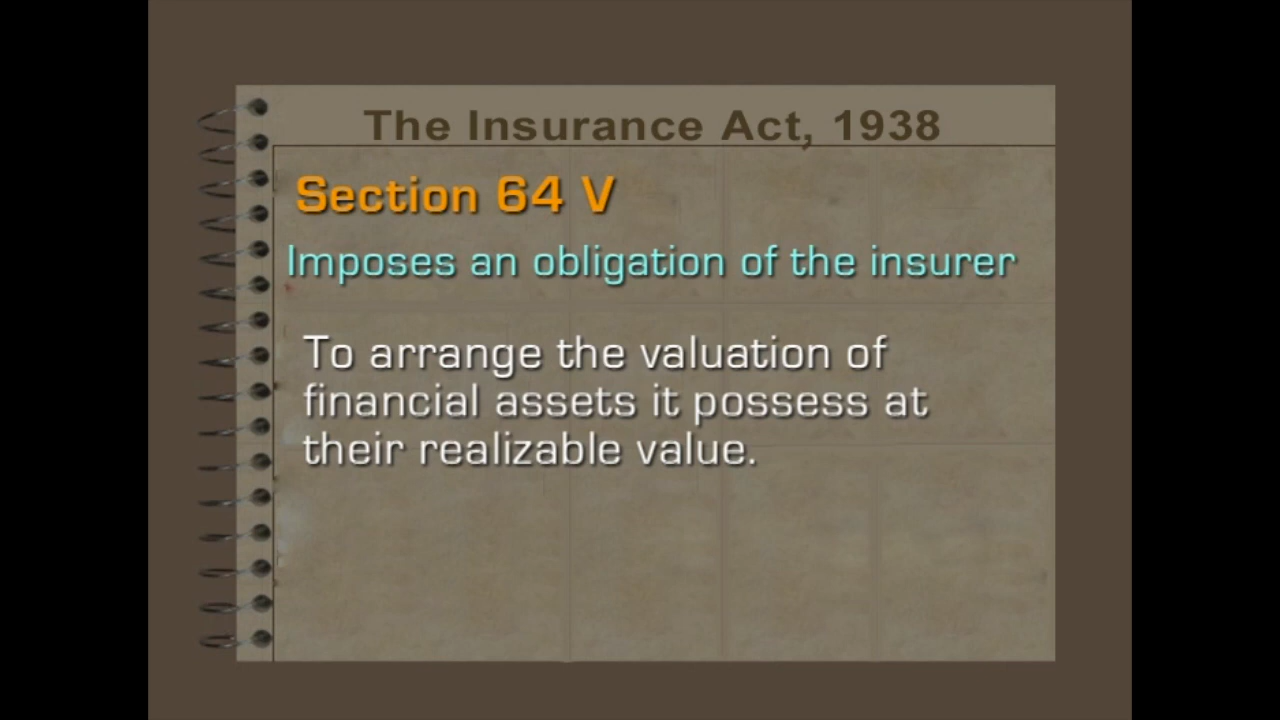 The Insurance Act, 1938
Section 64 V
Imposes an obligation of the insurer
To arrange the valuation of
financial assets it possess at
their realizable value.